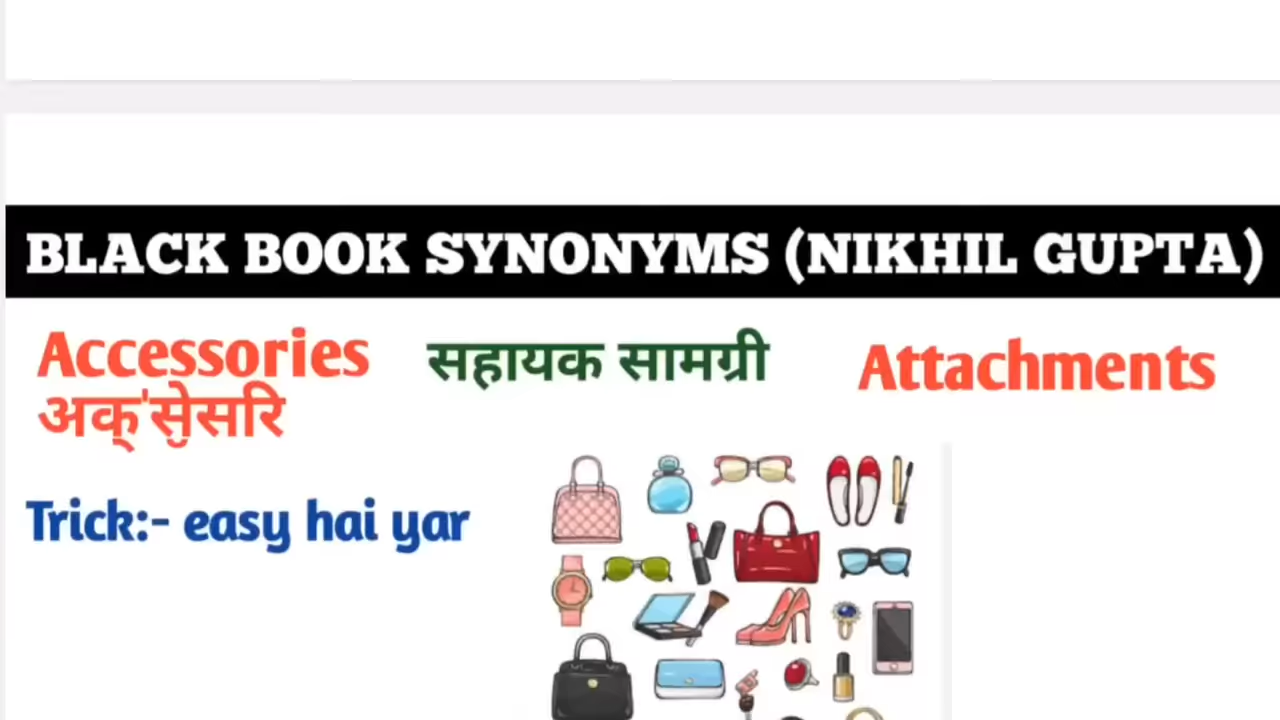 BLACK BOOK SYNONYMS (NIKHIL GUPTA)
Accessories सहायक सामग्री Attachments
अक्'से॒सरि
Trick:- easy hai yar